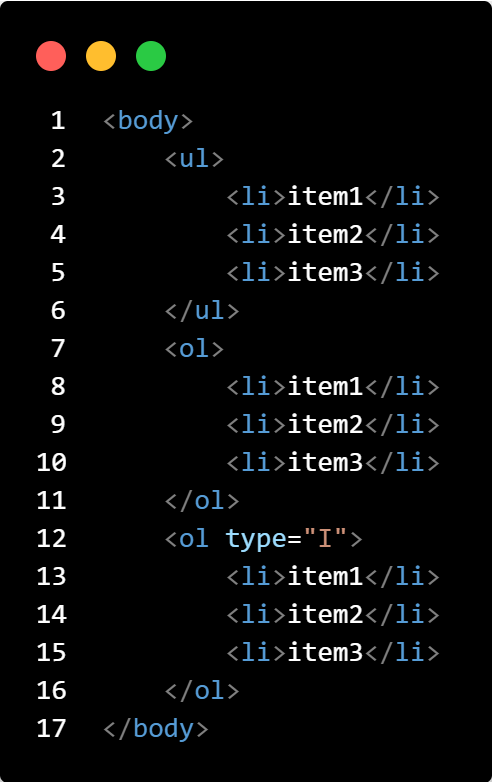 1 <body>
2     <ul>
3         <li>item1</li>
4         <li>item2</li>
5         <li>item3</li>
6     </ul>
7     <ol>
8         <li>item1</li>
9         <li>item2</li>
10         <li>item3</li>
11     </ol>
12     <ol type="I">
13         <li>item1</li>
14         <li>item2</li>
15         <li>item3</li>
16     </ol>
17 </body>